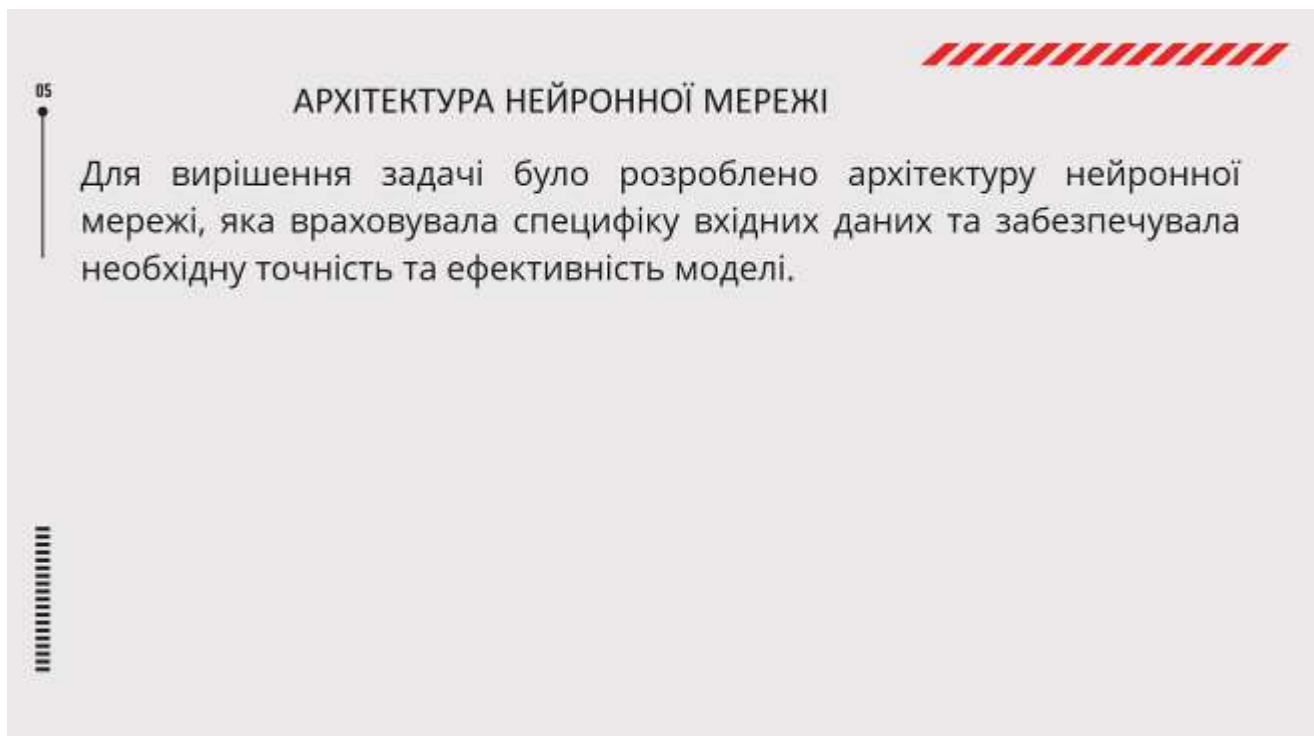 05
АРХІТЕКТУРА НЕЙРОННОЇ МЕРЕЖІ
Для вирішення задачі було розроблено архітектуру нейронної
мережі, яка враховувала специфіку вхідних даних та забезпечувала
необхідну точність та ефективність моделі.